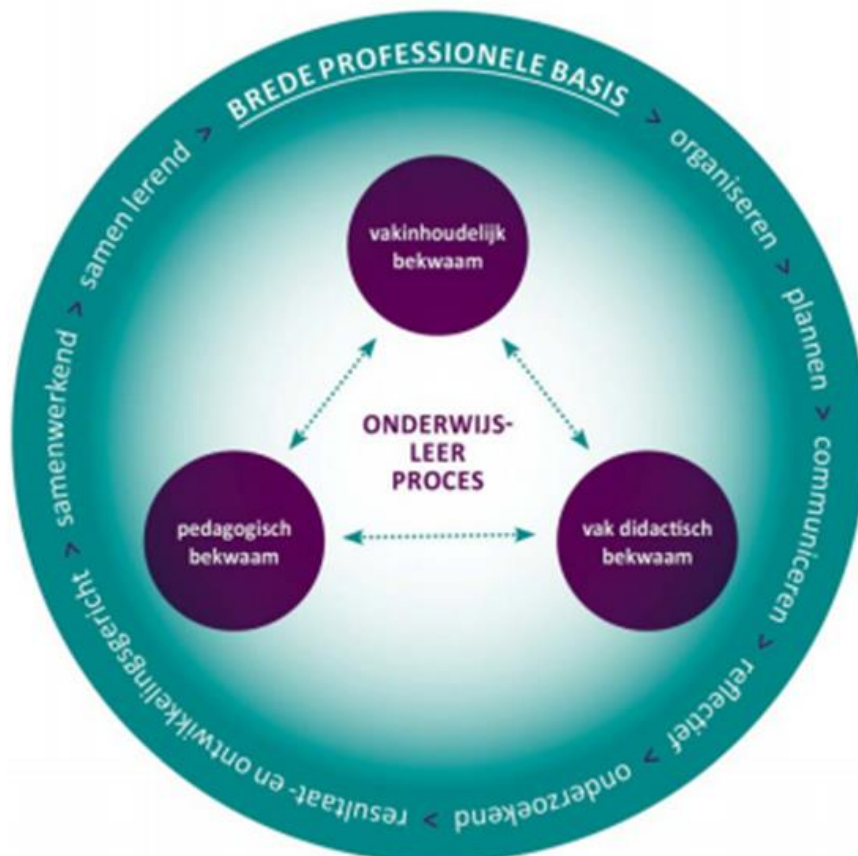 BREDE PROFESSIONELE BASIS > organiseren > plannen > communiceren > reflectief > onderzoekend > resultaat- en ontwikkelingsgericht > samenwerkend > samen lerend >
vakinhoudelijk
bekwaam
ONDERWIJS-
LEER
PROCES
pedagogisch
bekwaam
vak didactisch
bekwaam